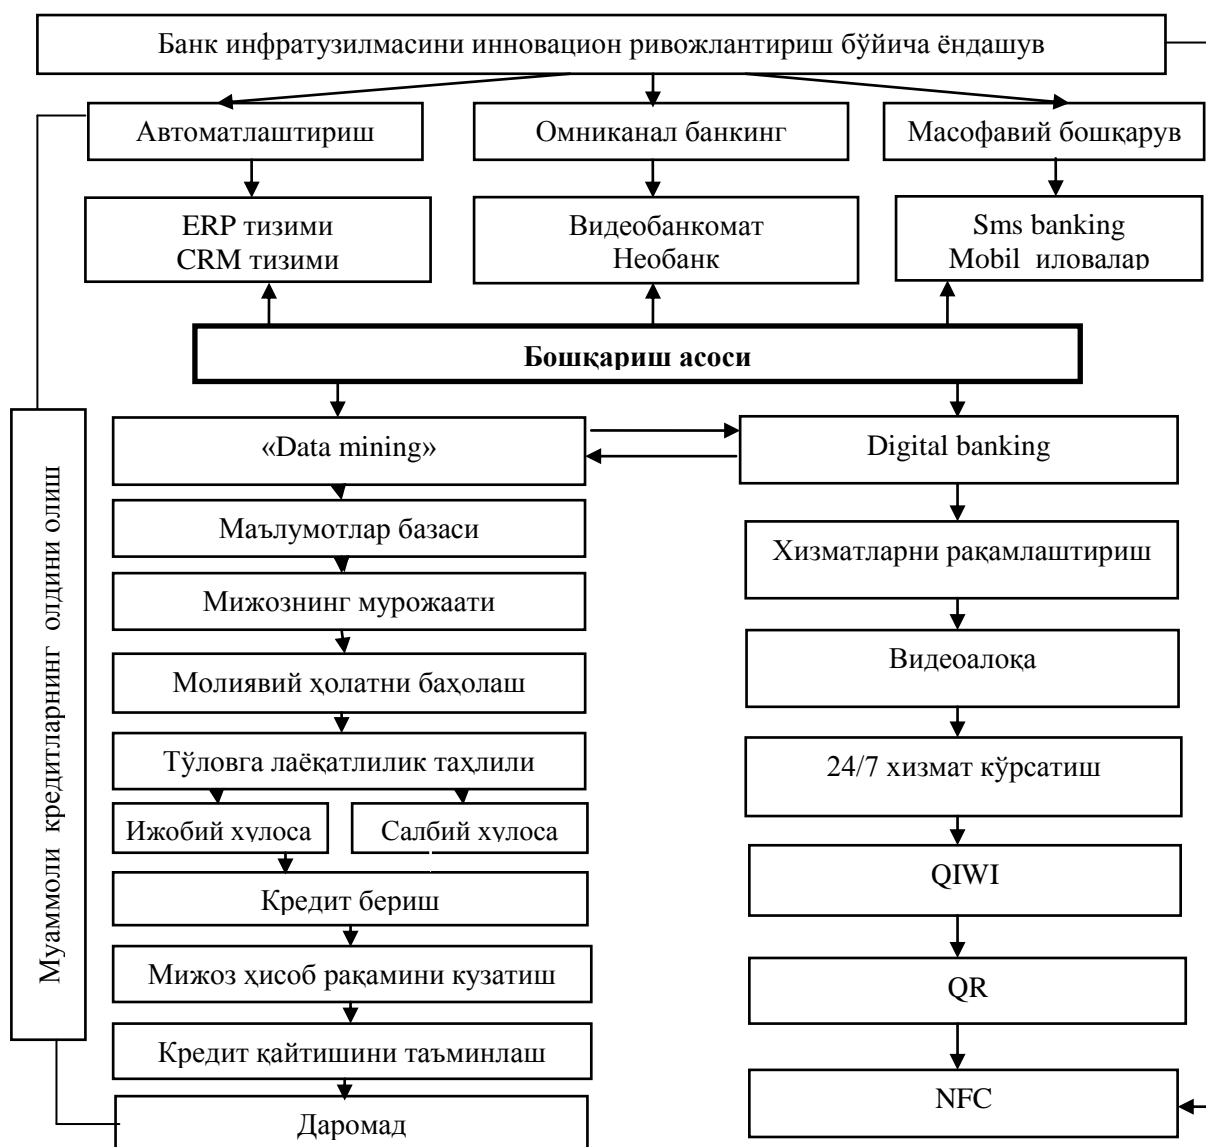 Банк инфратузилмасини инновацион ривожлантириш бўйича ёндашув
Автоматлаштириш
Омниканал банкинг
Масофавий бошқарув
ERP тизими
CRM тизими
Видеобанкомат
Необанк
Sms banking
Mobil иловалар
Бошқариш асоси
Муаммоли кредитларнинг олдини олиш
«Data mining»
Digital banking
Маълумотлар базаси
Хизматларни рақамлаштириш
Мижознинг мурожаати
Видеоалоқа
Молиявий ҳолатни баҳолаш
Тўловга лаёқатлилик таҳлили
24/7 хизмат кўрсатиш
Ижобий хулоса
Салбий хулоса
QIWI
Кредит бериш
Мижоз ҳисоб рақамини кузатиш
QR
Кредит қайтишини таъминлаш
NFC
Даромад